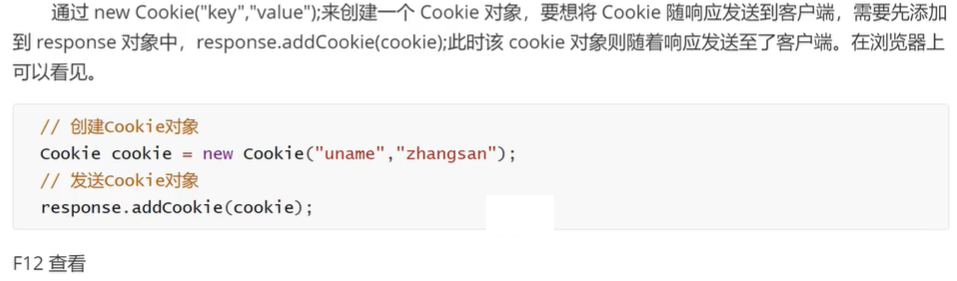 通过 new Cookie("key","value");来创建一个 Cookie 对象，要想将 Cookie 随响应发送到客户端，需要先添加
到 response 对象中，response.addCookie(cookie);此时该 cookie 对象则随着响应发送至了客户端。在浏览器上
可以看见。
// 创建Cookie对象
Cookie cookie = new Cookie("uname","zhangsan");
// 发送Cookie对象
response.addCookie(cookie);
F12 查看